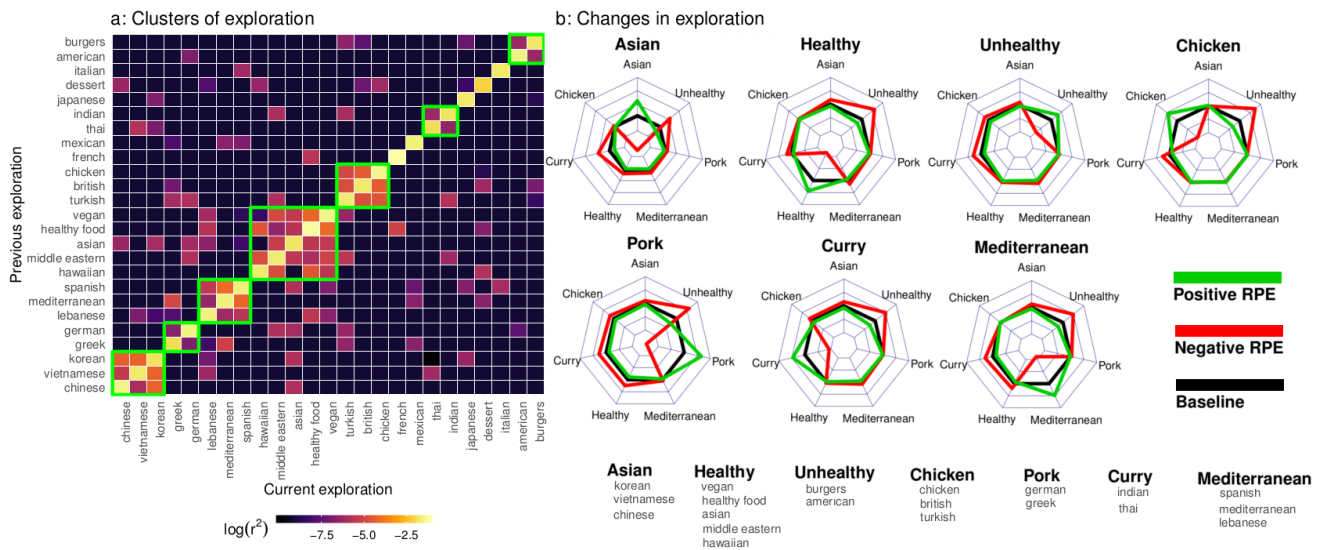 a: Clusters of exploration
Previous exploration
burgers
american
italian
dessert
japanese
indian
thai
mexican
french
chicken
british
turkish
vegan
healthy food
asian
middle eastern
hawaiian
spanish
mediterranean
lebanese
german
greek
korean
vietnamese
chinese
chinese
vietnamese
korean
greek
german
lebanese
mediterranean
spanish
hawaiian
middle eastern
asian
healthy food
vegan
turkish
british
chicken
french
mexican
thai
indian
japanese
dessert
italian
american
burgers
Current exploration
log(r²)
−7.5 −5.0 −2.5
b: Changes in exploration
Asian
Asian
Chicken Unhealthy
Curry Pork
Healthy Mediterranean
Healthy
Asian
Chicken Unhealthy
Curry Pork
Healthy Mediterranean
Unhealthy
Asian
Chicken Unhealthy
Curry Pork
Healthy Mediterranean
Chicken
Asian
Chicken Unhealthy
Curry Pork
Healthy Mediterranean
Pork
Asian
Chicken Unhealthy
Curry Pork
Healthy Mediterranean
Curry
Asian
Chicken Unhealthy
Curry Pork
Healthy Mediterranean
Mediterranean
Asian
Chicken Unhealthy
Curry Pork
Healthy Mediterranean
Positive RPE
Negative RPE
Baseline
Asian
korean
vietnamese
chinese
Healthy
vegan
healthy food
asian
middle eastern
hawaiian
Unhealthy
burgers
american
Chicken
chicken
british
turkish
Pork
german
greek
Curry
indian
thai
Mediterranean
spanish
mediterranean
lebanese